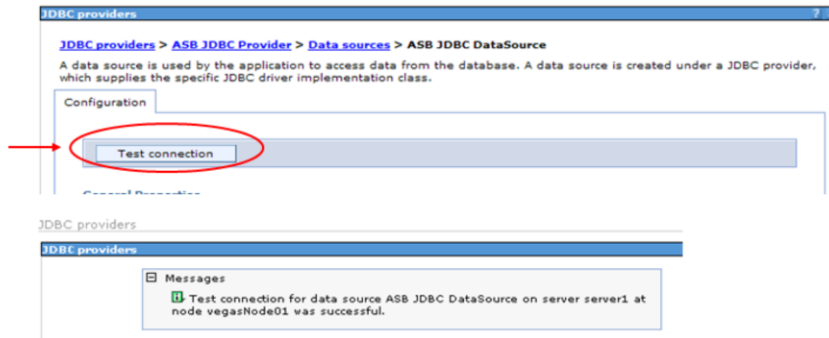 JDBC providers ?
JDBC providers > ASB JDBC Provider > Data sources > ASB JDBC DataSource
A data source is used by the application to access data from the database. A data source is created under a JDBC provider,
which supplies the specific JDBC driver implementation class.
Configuration
Test connection
General Properties
JDBC providers
JDBC providers
Messages
Test connection for data source ASB JDBC DataSource on server server1 at
node vegasNode01 was successful.